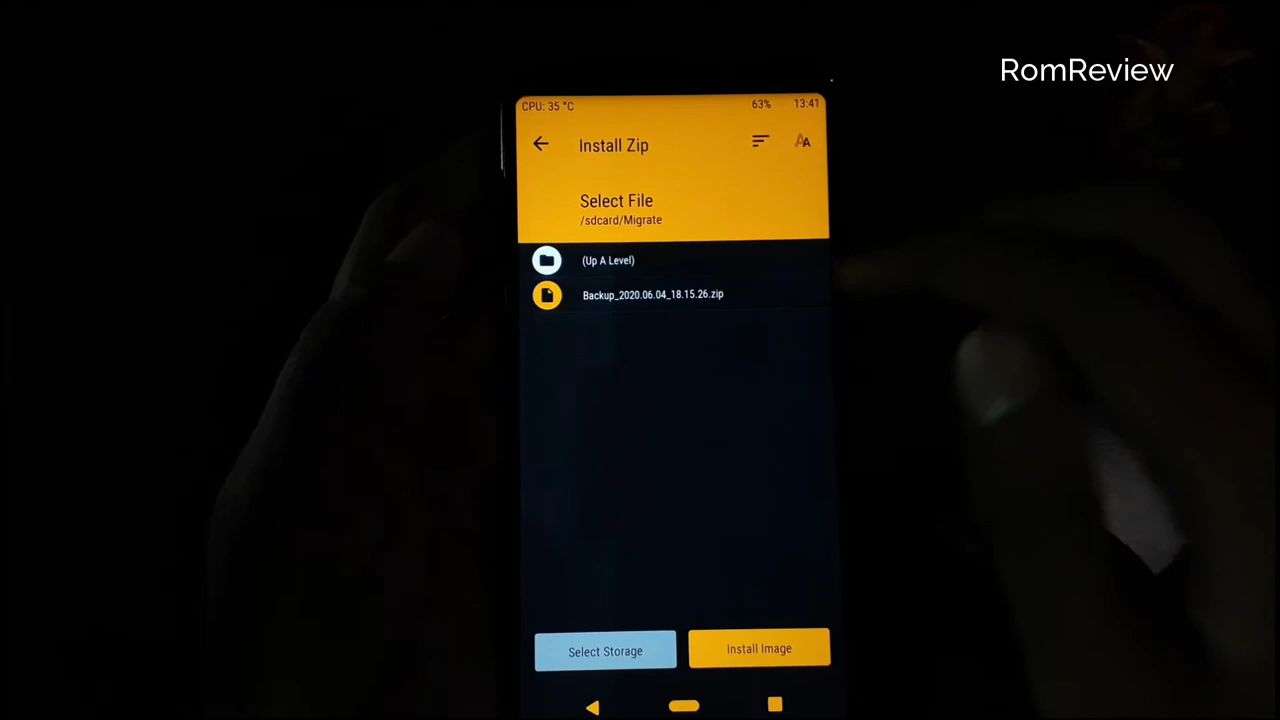 RomReview
CPU: 35 °C
63%
13:41
Install Zip
AA
Select File
/sdcard/Migrate
(Up A Level)
Backup_2020.06.04_18.15.26.zip
Select Storage
Install Image